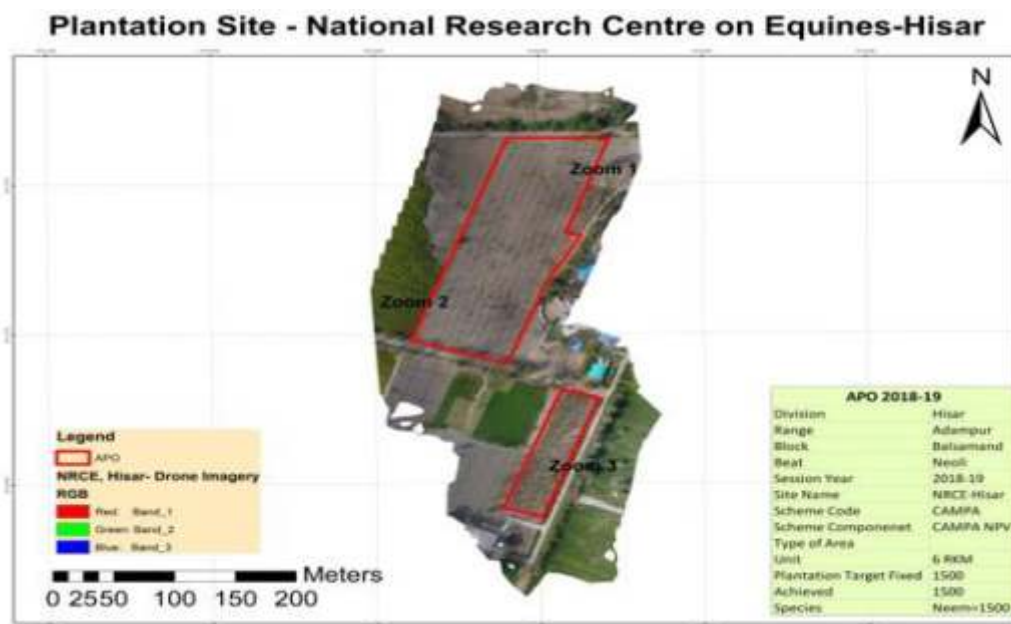 Plantation Site - National Research Centre on Equines-Hisar
N
Zoom 1
Zoom 2
Zoom 3
Legend
APO
NRCE, Hisar- Drone Imagery
RGB
Red: Band_1
Green: Band_2
Blue: Band_3
Meters
0 25 50 100 150 200
APO 2018-19
Division Hisar
Range Adampur
Block Balsamand
Beat Neoli
Session Year 2018-19
Site Name NRCE-Hisar
Scheme Code CAMPA
Scheme Componenet CAMPA NPV
Type of Area
Unit 6 RKM
Plantation Target Fixed 1500
Achieved 1500
Species Neem=1500